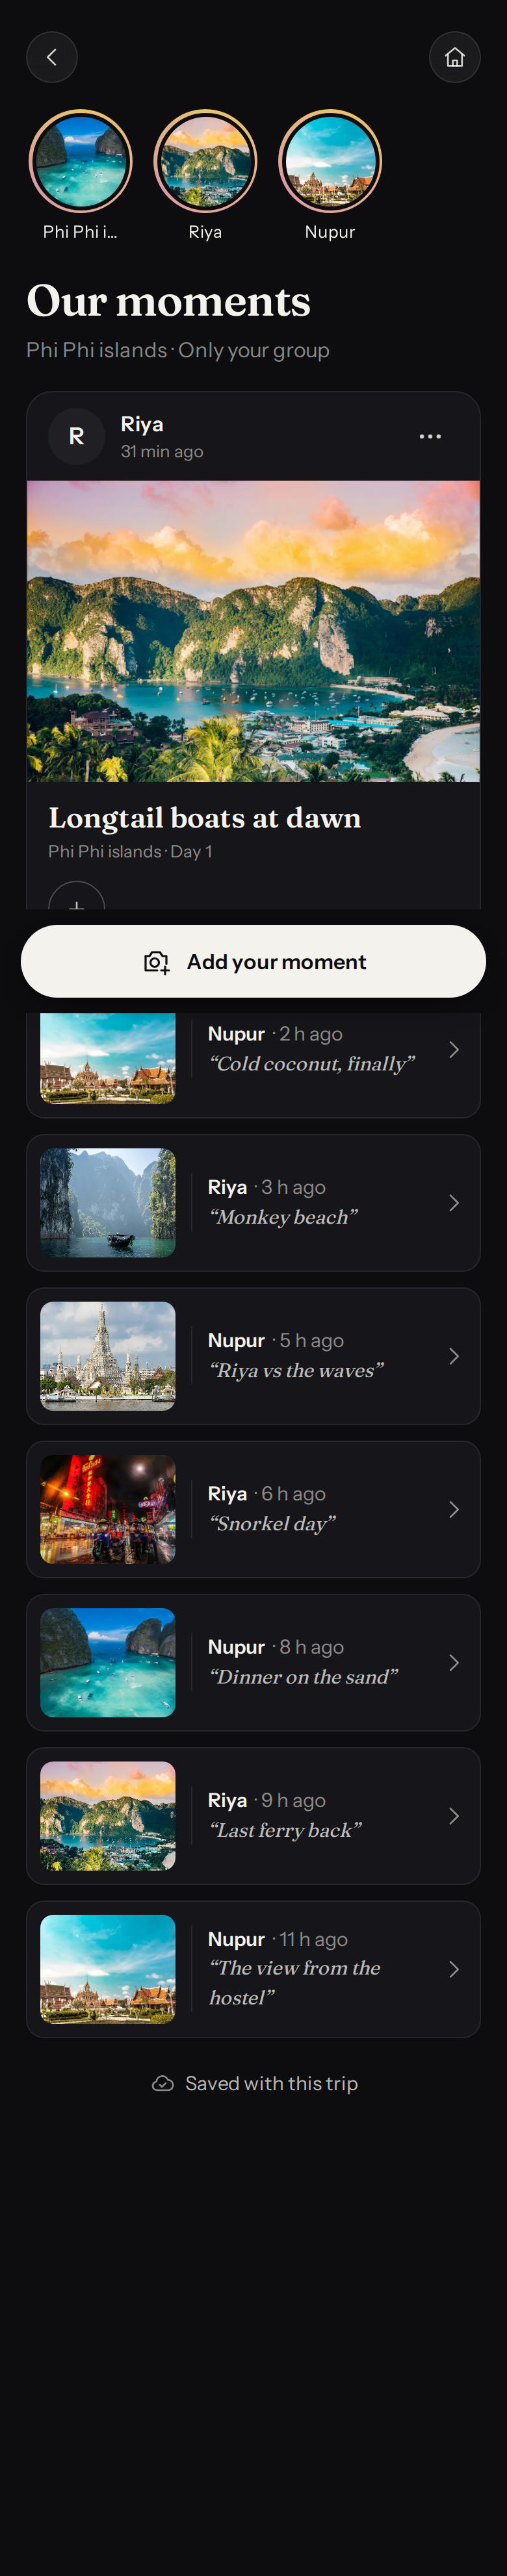 Phi Phi i...
Riya
Nupur
Our moments
Phi Phi islands · Only your group
R
Riya
31 min ago
Longtail boats at dawn
Phi Phi islands · Day 1
Add your moment
Nupur · 2 h ago
“Cold coconut, finally”
Riya · 3 h ago
“Monkey beach”
Nupur · 5 h ago
“Riya vs the waves”
Riya · 6 h ago
“Snorkel day”
Nupur · 8 h ago
“Dinner on the sand”
Riya · 9 h ago
“Last ferry back”
Nupur · 11 h ago
“The view from the
hostel”
Saved with this trip